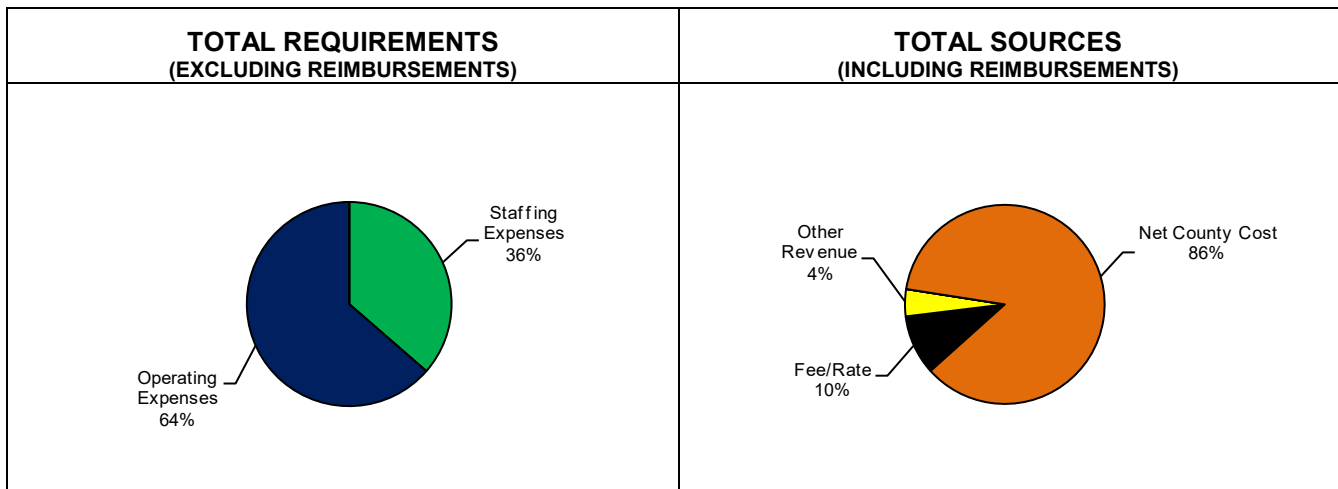 TOTAL REQUIREMENTS
(EXCLUDING REIMBURSEMENTS)
Staffing
Expenses
36%
Operating
Expenses
64%
TOTAL SOURCES
(INCLUDING REIMBURSEMENTS)
Other
Revenue
4%
Net County Cost
86%
Fee/Rate
10%